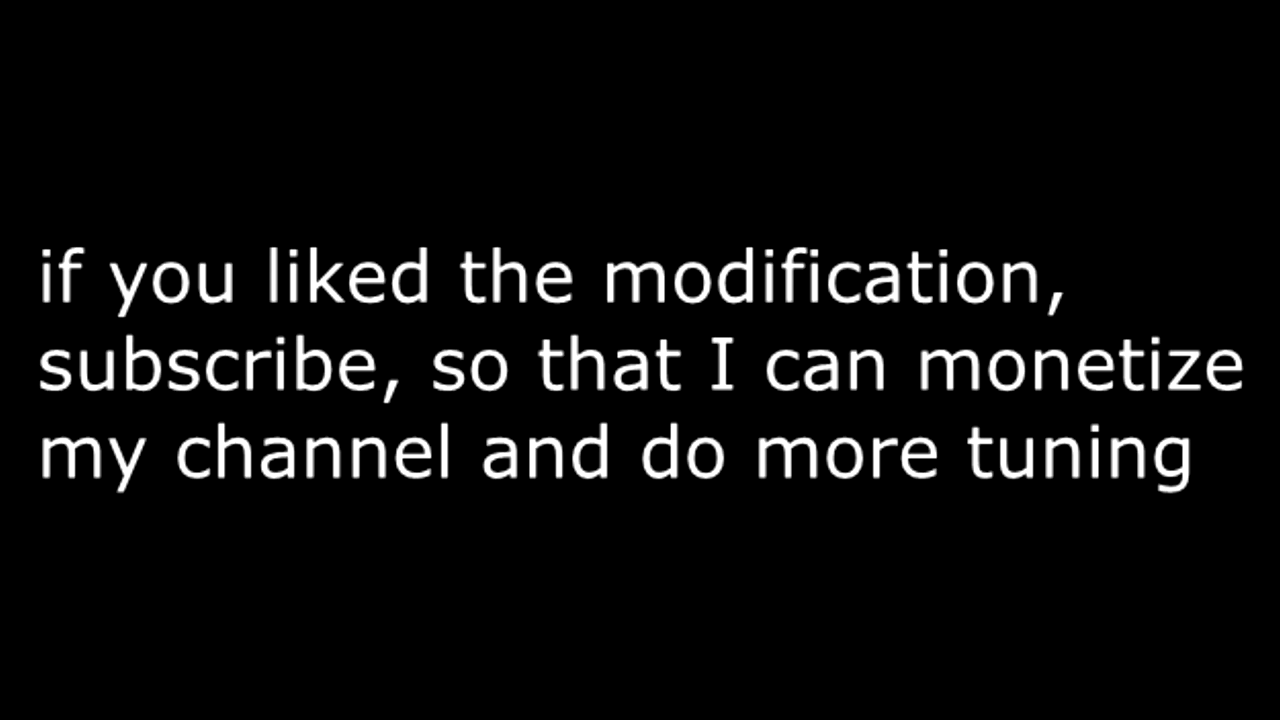 if you liked the modification,
subscribe, so that I can monetize
my channel and do more tuning